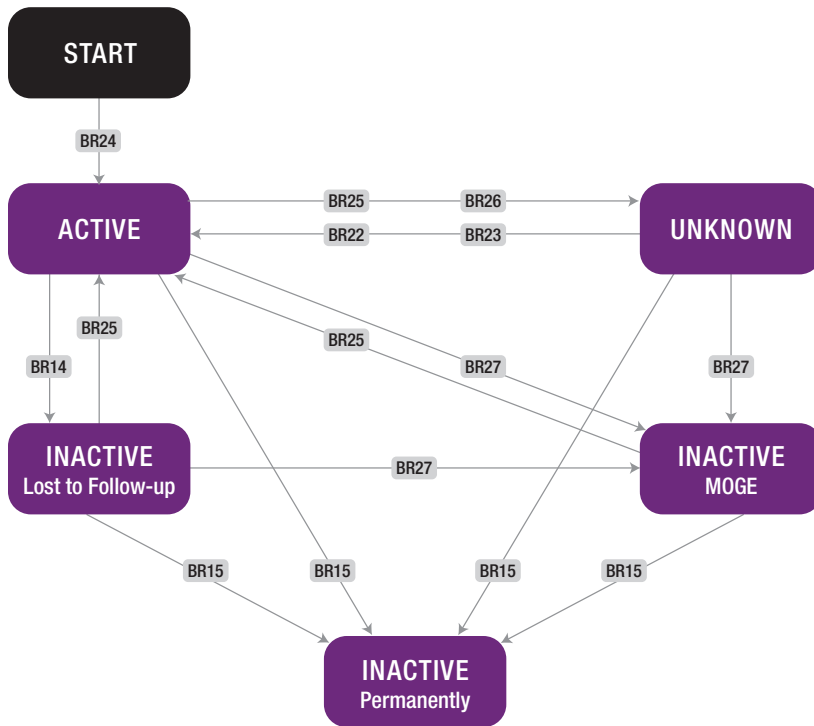 START
BR24
ACTIVE
BR25
BR26
UNKNOWN
BR22
BR23
BR25
BR25
BR14
BR27
BR27
INACTIVE
Lost to Follow-up
BR27
INACTIVE
MOGE
BR15
BR15
BR15
BR15
INACTIVE
Permanently